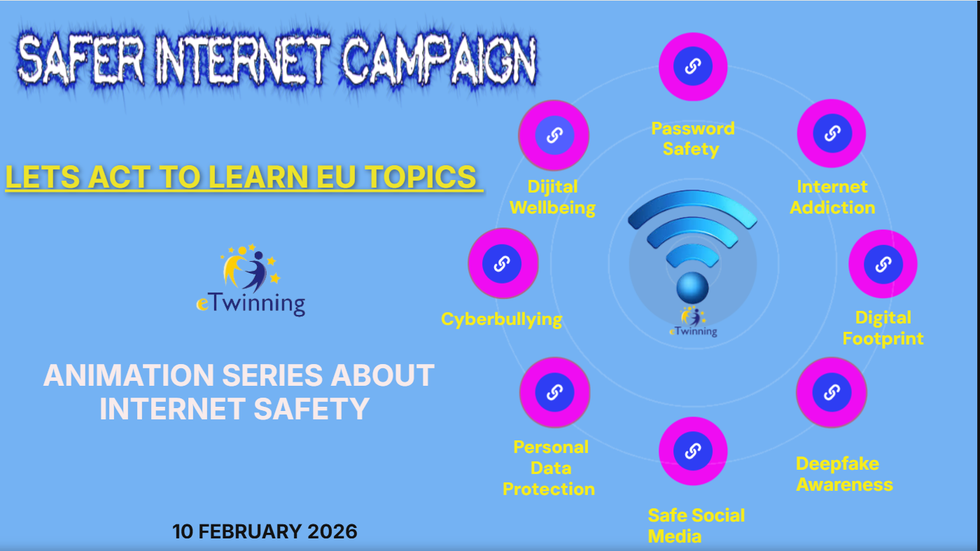 SAFER INTERNET CAMPAIGN
LETS ACT TO LEARN EU TOPICS
eTwinning
ANIMATION SERIES ABOUT
INTERNET SAFETY
10 FEBRUARY 2026
Password
Safety
Internet
Addiction
Digital
Footprint
Deepfake
Awareness
Safe Social
Media
Personal
Data
Protection
Cyberbullying
Dijital
Wellbeing
eTwinning